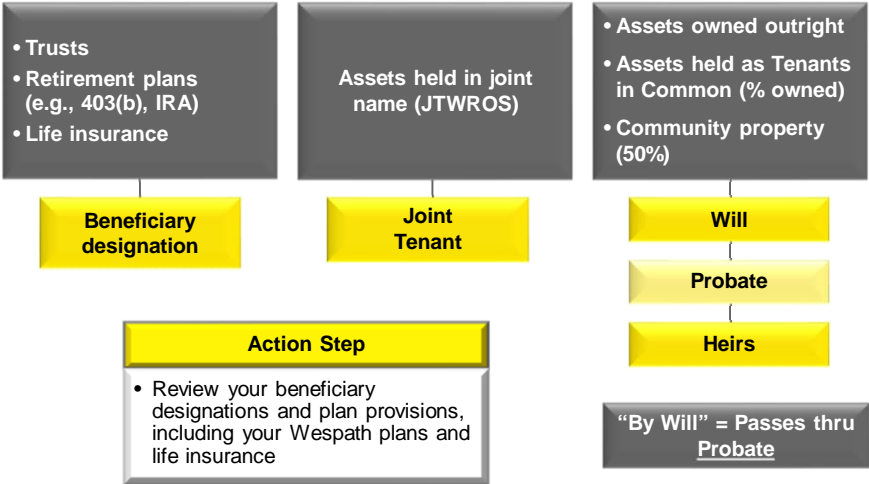 • Trusts
• Retirement plans
(e.g., 403(b), IRA)
• Life insurance
Beneficiary
designation
Assets held in joint
name (JTWROS)
Joint
Tenant
• Assets owned outright
• Assets held as Tenants
in Common (% owned)
• Community property
(50%)
Will
Probate
Heirs
Action Step
• Review your beneficiary
designations and plan provisions,
including your Wespath plans and
life insurance
“By Will” = Passes thru
Probate